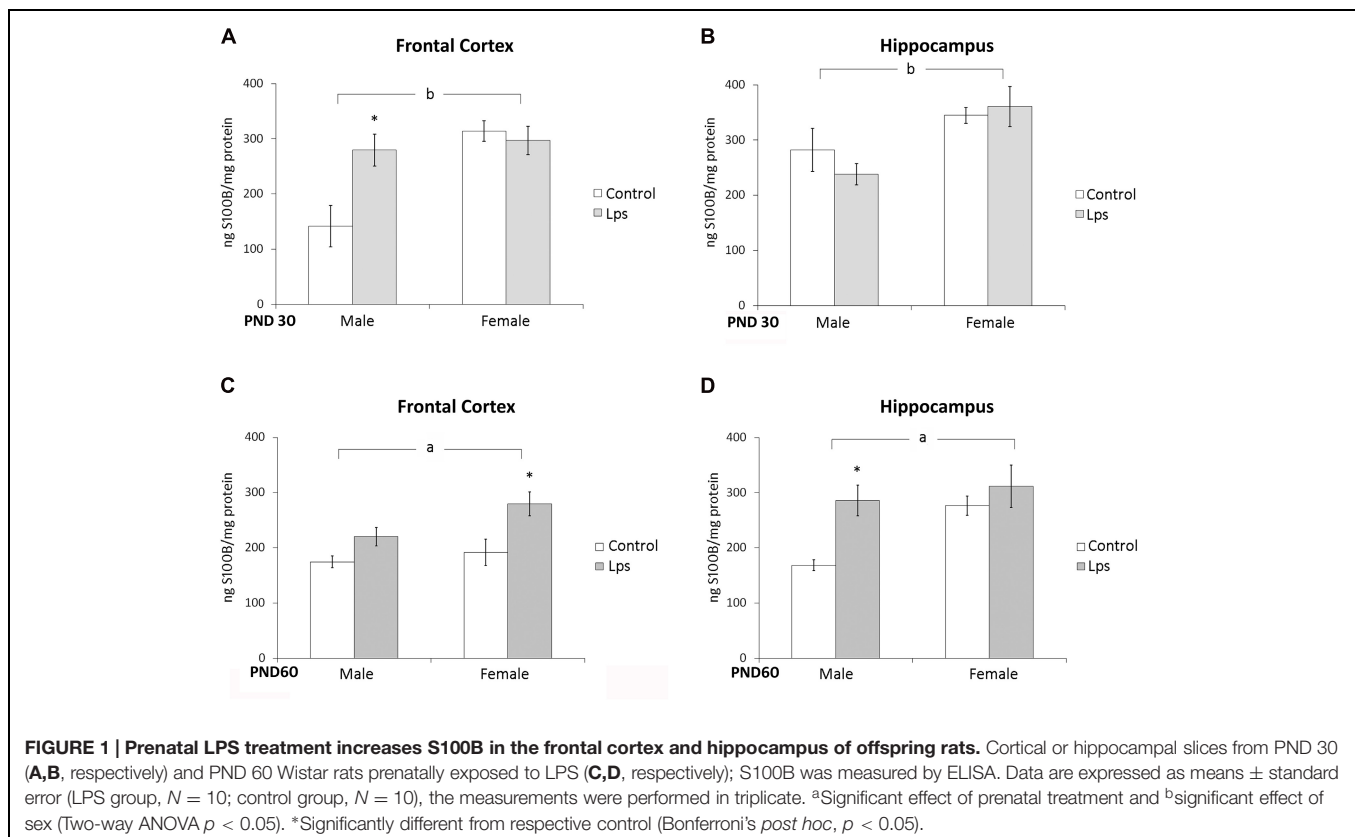 A
Frontal Cortex
b
*
400
300
200
100
0
ng S100B/mg protein
Control
Lps
PND 30
Male
Female
B
Hippocampus
b
400
300
200
100
0
ng S100B/mg protein
Control
Lps
PND 30
Male
Female
C
Frontal Cortex
a
*
400
300
200
100
0
ng S100B/mg protein
Control
Lps
PND60
Male
Female
D
Hippocampus
a
*
400
300
200
100
0
ng S100B/mg protein
Control
Lps
PND60
Male
Female
FIGURE 1 | Prenatal LPS treatment increases S100B in the frontal cortex and hippocampus of offspring rats. Cortical or hippocampal slices from PND 30
(A,B, respectively) and PND 60 Wistar rats prenatally exposed to LPS (C,D, respectively); S100B was measured by ELISA. Data are expressed as means ± standard
error (LPS group, N = 10; control group, N = 10), the measurements were performed in triplicate. ᵃSignificant effect of prenatal treatment and ᵇsignificant effect of
sex (Two-way ANOVA p < 0.05). *Significantly different from respective control (Bonferroni's post hoc, p < 0.05).